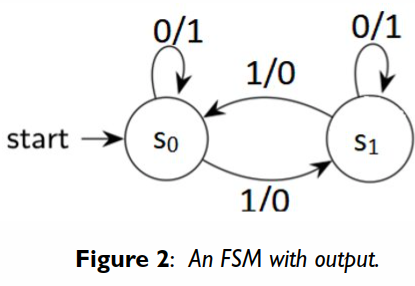 0/1 0/1
1/0
start s0 s1
1/0
Figure 2: An FSM with output.